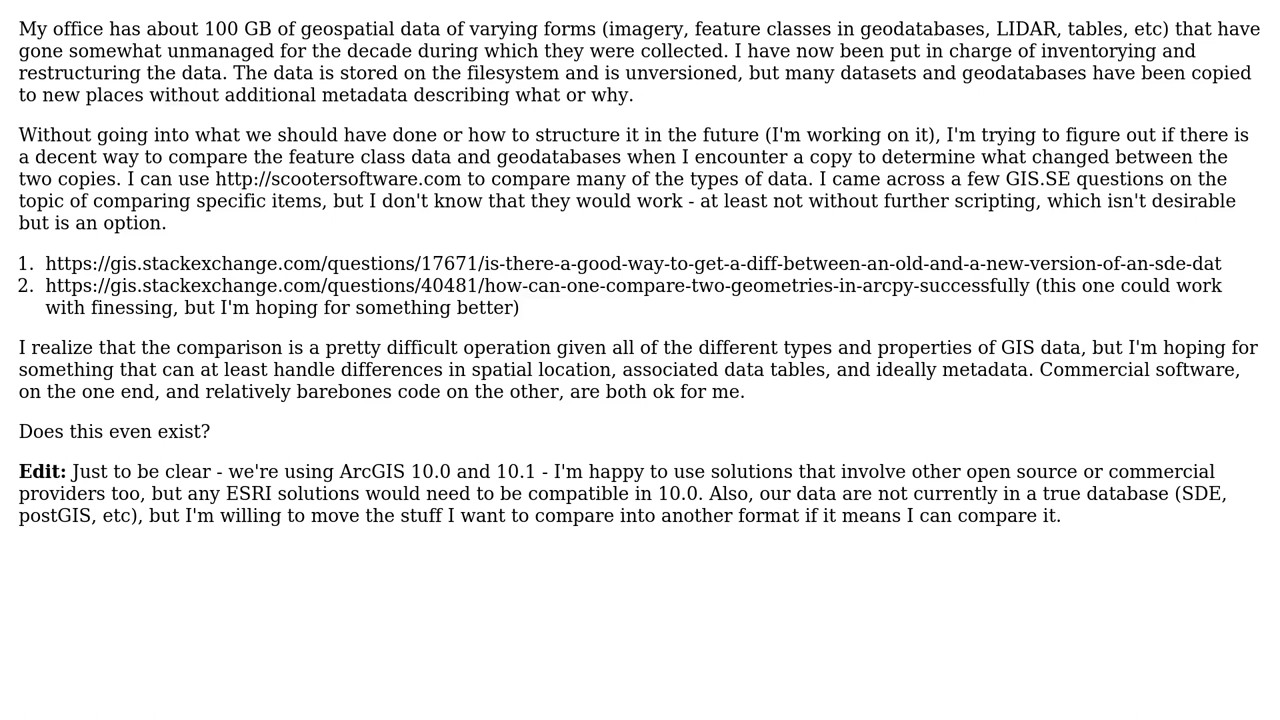 My office has about 100 GB of geospatial data of varying forms (imagery, feature classes in geodatabases, LIDAR, tables, etc) that have
gone somewhat unmanaged for the decade during which they were collected. I have now been put in charge of inventorying and
restructuring the data. The data is stored on the filesystem and is unversioned, but many datasets and geodatabases have been copied
to new places without additional metadata describing what or why.
Without going into what we should have done or how to structure it in the future (I'm working on it), I'm trying to figure out if there is
a decent way to compare the feature class data and geodatabases when I encounter a copy to determine what changed between the
two copies. I can use http://scootersoftware.com to compare many of the types of data. I came across a few GIS.SE questions on the
topic of comparing specific items, but I don't know that they would work - at least not without further scripting, which isn't desirable
but is an option.
1. https://gis.stackexchange.com/questions/17671/is-there-a-good-way-to-get-a-diff-between-an-old-and-a-new-version-of-an-sde-dat
2. https://gis.stackexchange.com/questions/40481/how-can-one-compare-two-geometries-in-arcpy-successfully (this one could work
with finessing, but I'm hoping for something better)
I realize that the comparison is a pretty difficult operation given all of the different types and properties of GIS data, but I'm hoping for
something that can at least handle differences in spatial location, associated data tables, and ideally metadata. Commercial software,
on the one end, and relatively barebones code on the other, are both ok for me.
Does this even exist?
Edit: Just to be clear - we're using ArcGIS 10.0 and 10.1 - I'm happy to use solutions that involve other open source or commercial
providers too, but any ESRI solutions would need to be compatible in 10.0. Also, our data are not currently in a true database (SDE,
postGIS, etc), but I'm willing to move the stuff I want to compare into another format if it means I can compare it.